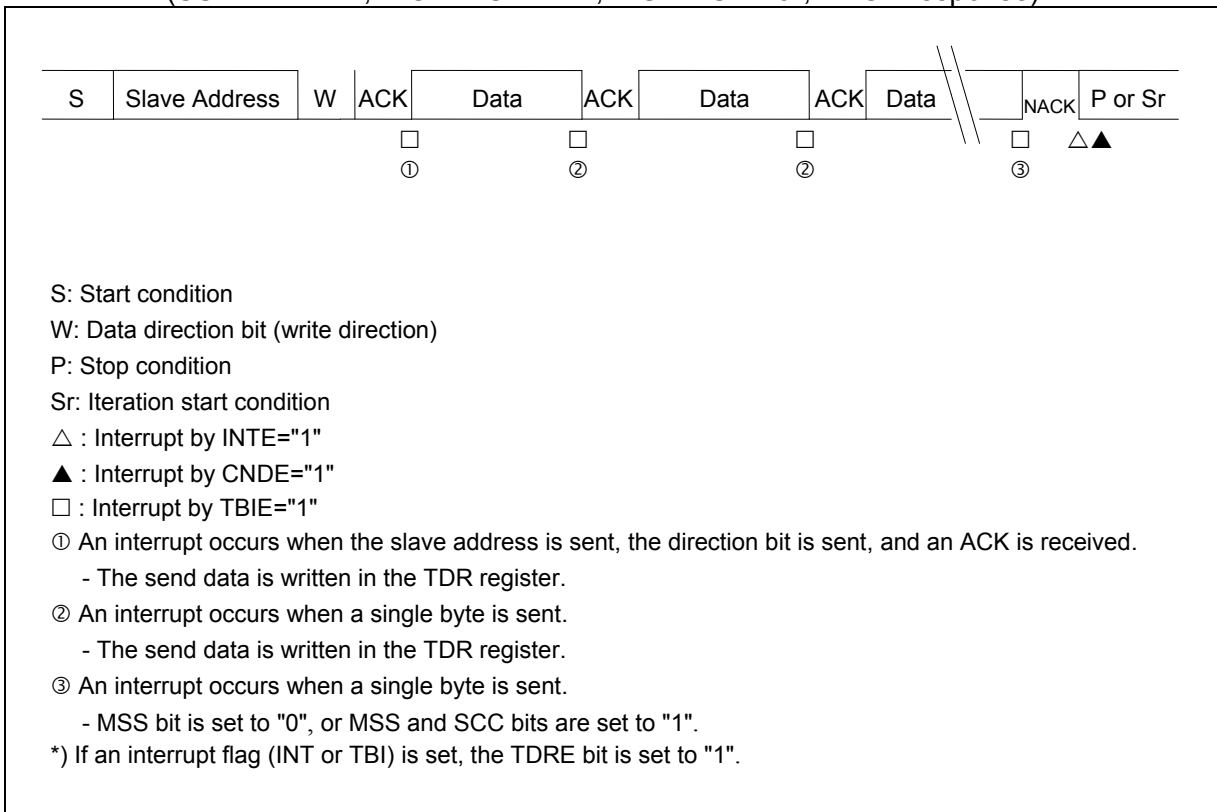 S Slave Address W ACK Data ACK Data ACK Data NACK P or Sr
□ □ □ □ △▲
① ② ② ③
S: Start condition
W: Data direction bit (write direction)
P: Stop condition
Sr: Iteration start condition
△ : Interrupt by INTE="1"
▲ : Interrupt by CNDE="1"
□ : Interrupt by TBIE="1"
① An interrupt occurs when the slave address is sent, the direction bit is sent, and an ACK is received.
- The send data is written in the TDR register.
② An interrupt occurs when a single byte is sent.
- The send data is written in the TDR register.
③ An interrupt occurs when a single byte is sent.
- MSS bit is set to "0", or MSS and SCC bits are set to "1".
*) If an interrupt flag (INT or TBI) is set, the TDRE bit is set to "1".